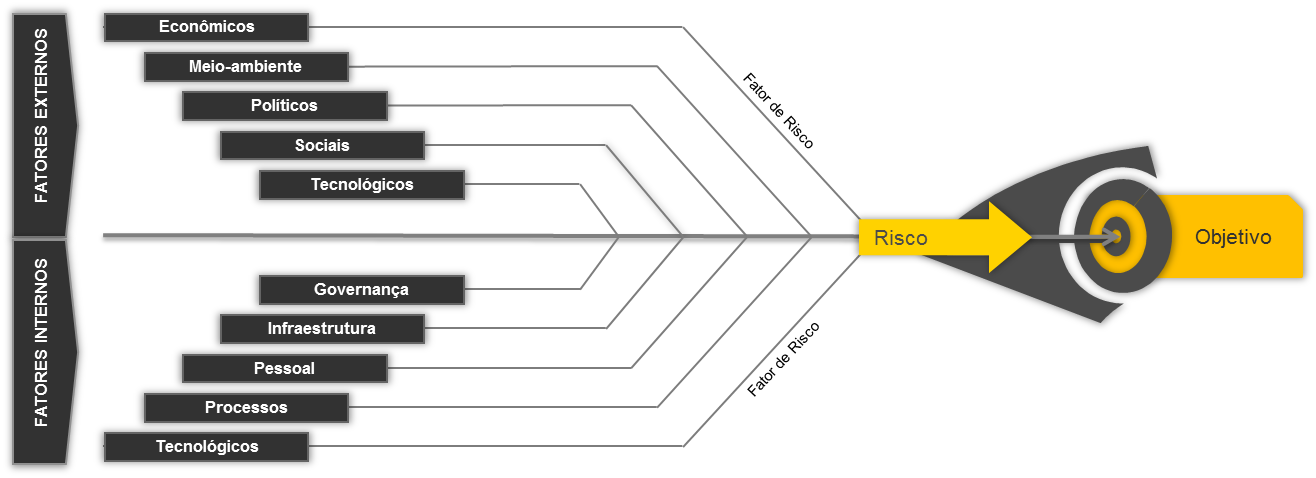 FATORES EXTERNOS
Econômicos
Meio-ambiente
Políticos
Sociais
Tecnológicos
Fator de Risco
Risco
Objetivo
FATORES INTERNOS
Governança
Infraestrutura
Pessoal
Processos
Tecnológicos
Fator de Risco